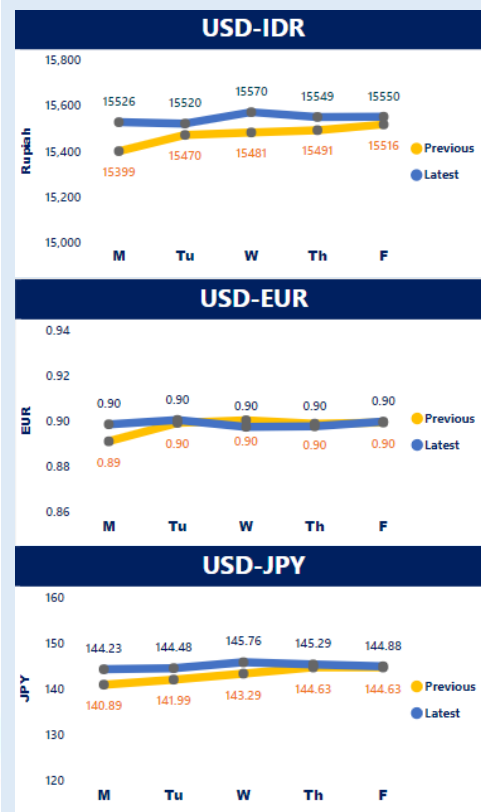 USD-IDR
15,800
15,600
15,400
15,200
15,000
Rupiah
15526 15520 15570 15549 15550
15399 15470 15481 15491 15516
Previous
Latest
M Tu W Th F
USD-EUR
0.94
0.92
0.90
0.88
0.86
EUR
0.90 0.90 0.90 0.90 0.90
0.89 0.90 0.90 0.90 0.90
Previous
Latest
M Tu W Th F
USD-JPY
160
150
140
130
120
JPY
144.23 144.48 145.76 145.29 144.88
140.89 141.99 143.29 144.63 144.63
Previous
Latest
M Tu W Th F